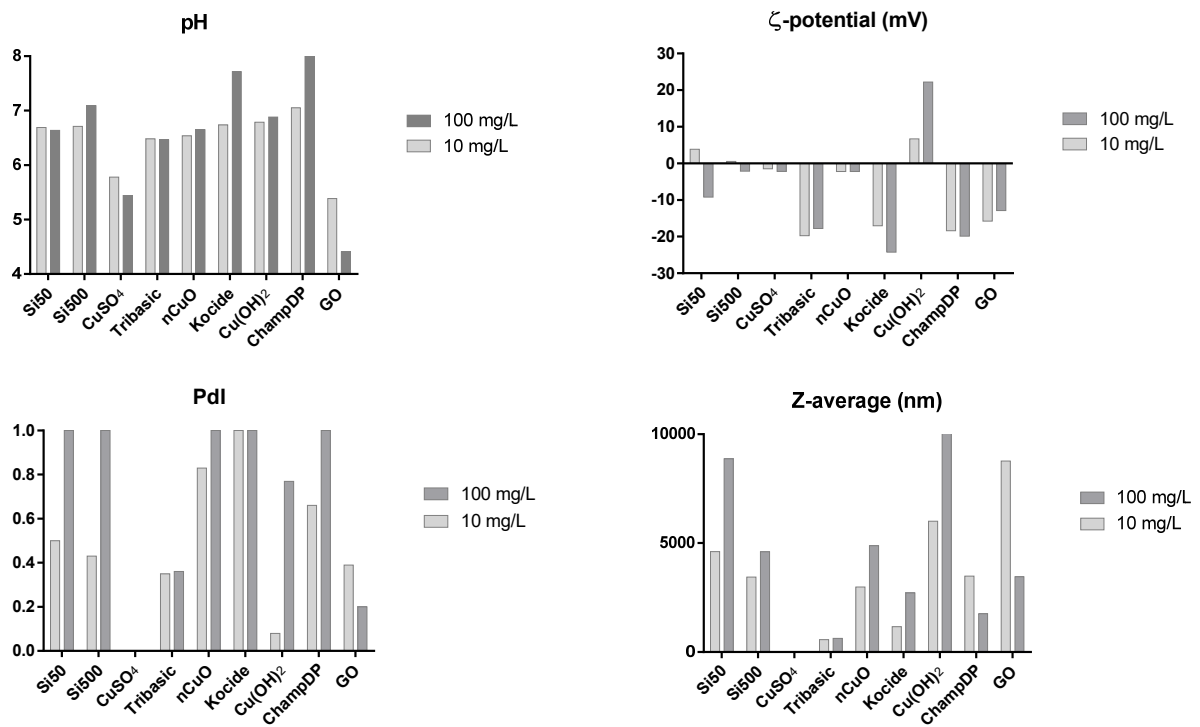 pH
8
7
6
5
4
Si50
Si500
CuSO4
Tribasic
nCuO
Kocide
Cu(OH)2
ChampDP
GO
100 mg/L
10 mg/L
ζ-potential (mV)
30
20
10
0
-10
-20
-30
Si50
Si500
CuSO4
Tribasic
nCuO
Kocide
Cu(OH)2
ChampDP
GO
100 mg/L
10 mg/L
PdI
1.0
0.8
0.6
0.4
0.2
0.0
Si50
Si500
CuSO4
Tribasic
nCuO
Kocide
Cu(OH)2
ChampDP
GO
100 mg/L
10 mg/L
Z-average (nm)
10000
5000
0
Si50
Si500
CuSO4
Tribasic
nCuO
Kocide
Cu(OH)2
ChampDP
GO
100 mg/L
10 mg/L